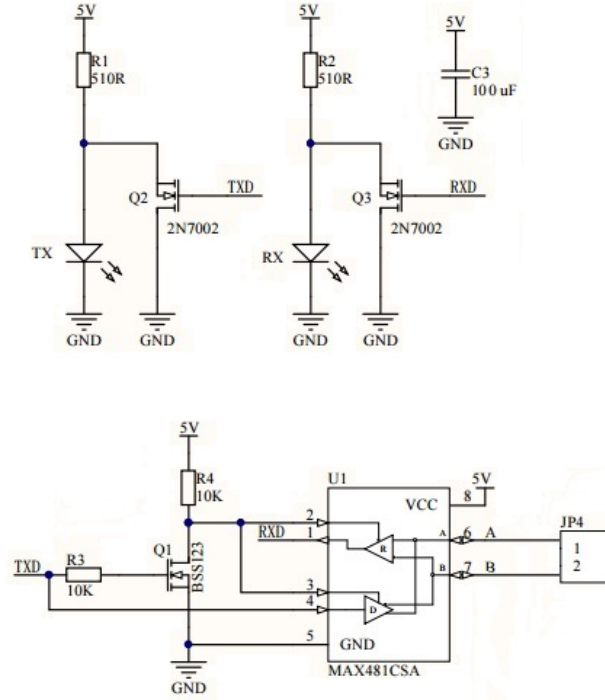 5V
R1
510R
Q2
TXD
2N7002
TX
GND
GND
5V
R2
510R
Q3
RXD
2N7002
RX
GND
GND
5V
C3
100 uF
GND
5V
R4
10K
TXD
R3
10K
Q1
BSS123
GND
U1
VCC
8
5V
2
RXD
1
R
A
6
A
B
7
B
3
4
D
5
GND
MAX481CSA
JP4
1
2